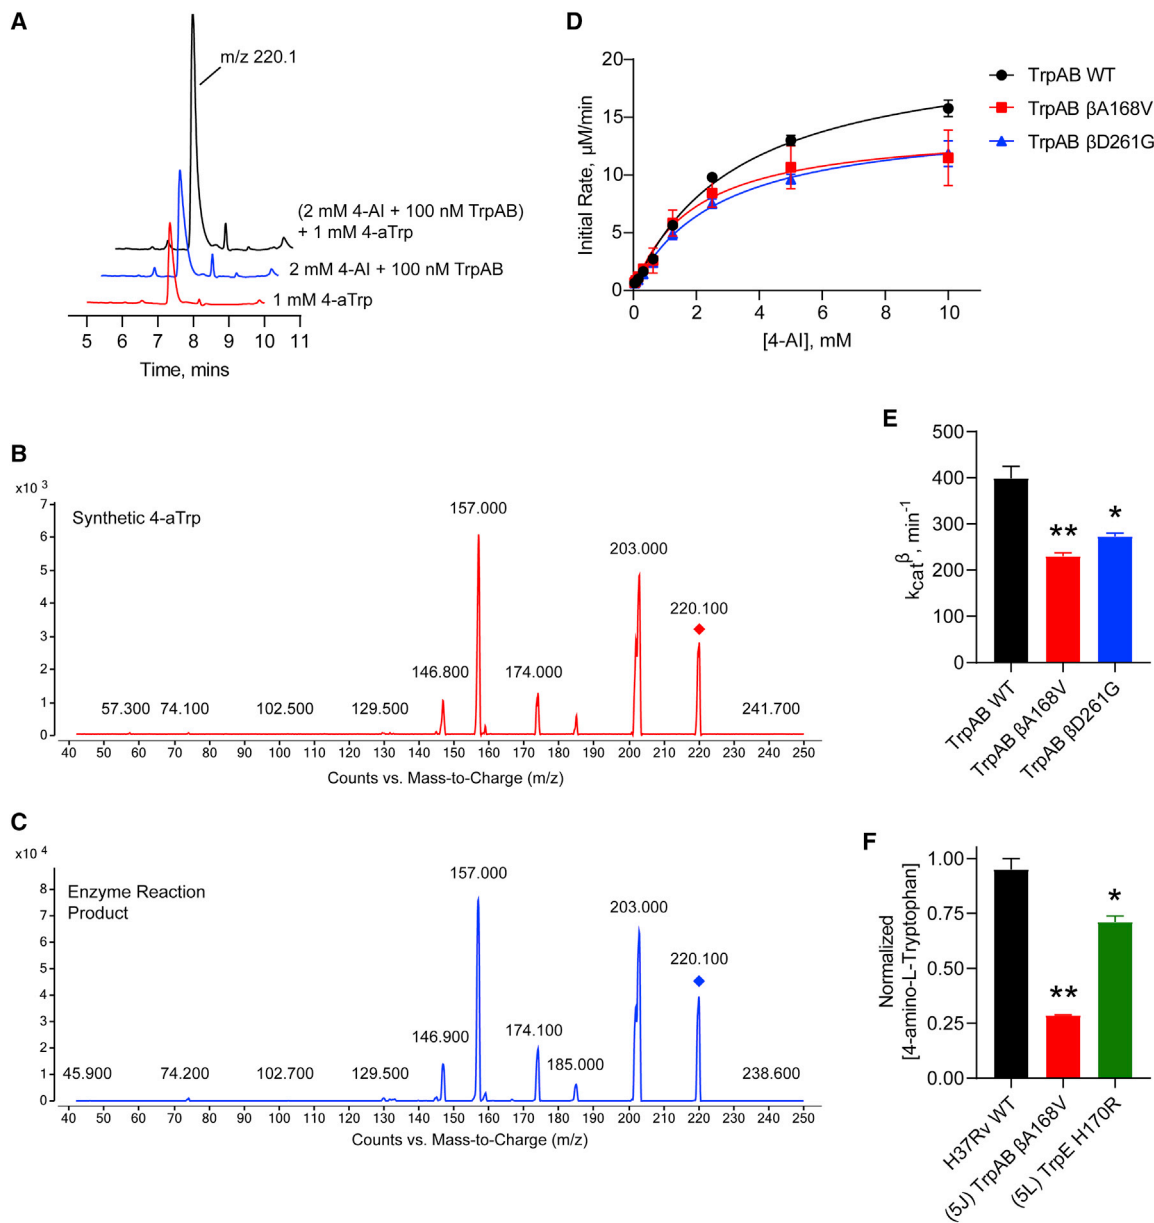 A
m/z 220.1
(2 mM 4-AI + 100 nM TrpAB)
+ 1 mM 4-aTrp
2 mM 4-AI + 100 nM TrpAB
1 mM 4-aTrp
5 6 7 8 9 10 11
Time, mins
D
20
15
10
5
0
Initial Rate, µM/min
0 2 4 6 8 10
[4-AI], mM
TrpAB WT
TrpAB βA168V
TrpAB βD261G
B
x10 3
7
6
5
4
3
2
1
0
Synthetic 4-aTrp
157.000
203.000
220.100
146.800
174.000
57.300 74.100 102.500 129.500 241.700
40 50 60 70 80 90 100 110 120 130 140 150 160 170 180 190 200 210 220 230 240 250
Counts vs. Mass-to-Charge (m/z)
C
x10 4
8
7
6
5
4
3
2
1
0
Enzyme Reaction
Product
157.000
203.000
220.100
146.900
174.100
185.000
45.900 74.200 102.700 129.500 238.600
40 50 60 70 80 90 100 110 120 130 140 150 160 170 180 190 200 210 220 230 240 250
Counts vs. Mass-to-Charge (m/z)
E
500
400
300
200
100
0
kcatβ, min-1
**
*
TrpAB WT
TrpAB βA168V
TrpAB βD261G
F
1.00
0.75
0.50
0.25
0.00
Normalized
[4-amino-L-Tryptophan]
**
*
H37Rv WT
(5J) TrpAB βA168V
(5L) TrpE H170R